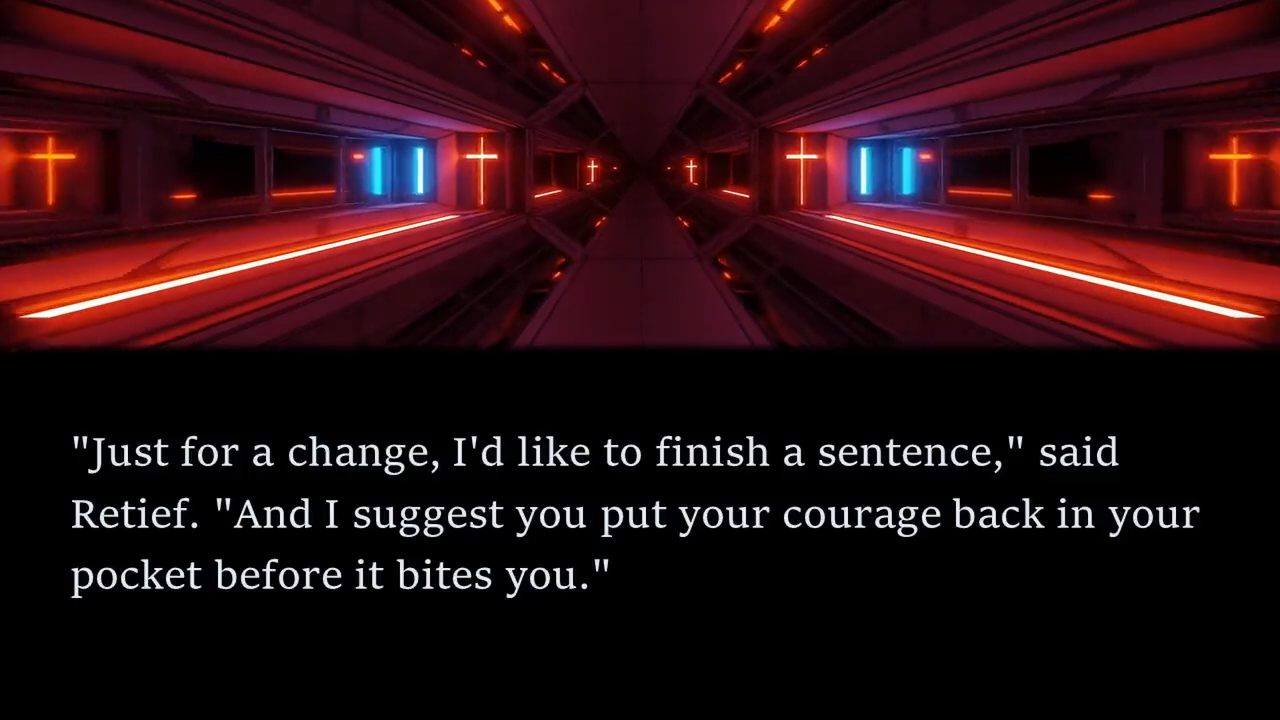 "Just for a change, I'd like to finish a sentence," said
Retief. "And I suggest you put your courage back in your
pocket before it bites you."